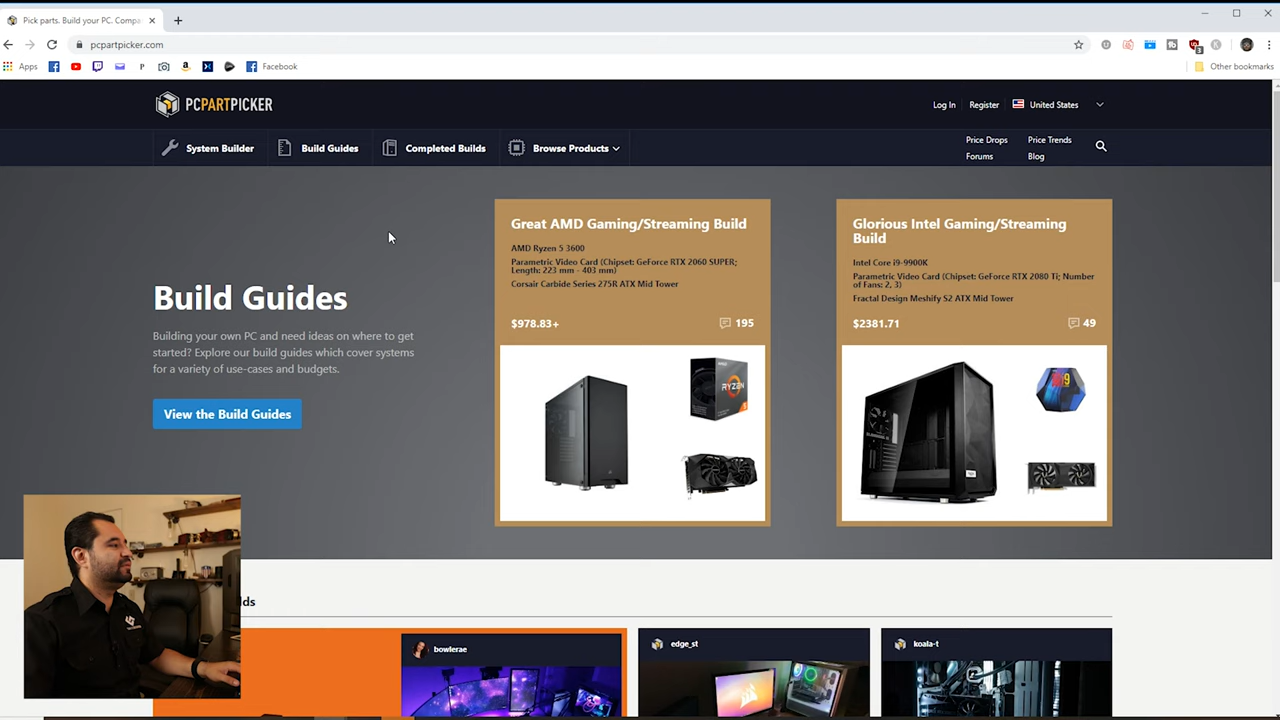 Pick parts. Build your PC. Compa
pcpartpicker.com
Apps
Facebook
Other bookmarks
PCPARTPICKER
Log In
Register
United States
System Builder
Build Guides
Completed Builds
Browse Products
Price Drops
Price Trends
Forums
Blog
Build Guides
Building your own PC and need ideas on where to get
started? Explore our build guides which cover systems
for a variety of use-cases and budgets.
View the Build Guides
Great AMD Gaming/Streaming Build
AMD Ryzen 5 3600
Parametric Video Card (Chipset: GeForce RTX 2060 SUPER;
Length: 223 mm - 403 mm)
Corsair Carbide Series 275R ATX Mid Tower
$978.83+
195
RYZEN
Glorious Intel Gaming/Streaming
Build
Intel Core i9-9900K
Parametric Video Card (Chipset: GeForce RTX 2080 Ti; Number
of Fans: 2, 3)
Fractal Design Meshify S2 ATX Mid Tower
$2381.71
49
lds
bowlerae
edge_st
koala-t